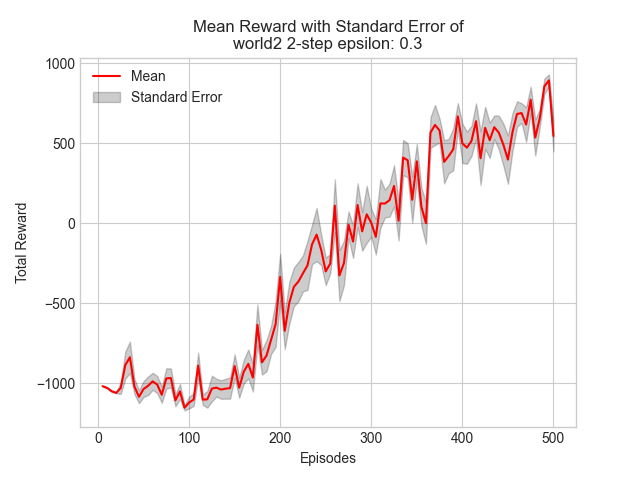 Mean Reward with Standard Error of
world2 2-step epsilon: 0.3
Mean
Standard Error
1000
500
0
−500
−1000
Total Reward
0 100 200 300 400 500
Episodes